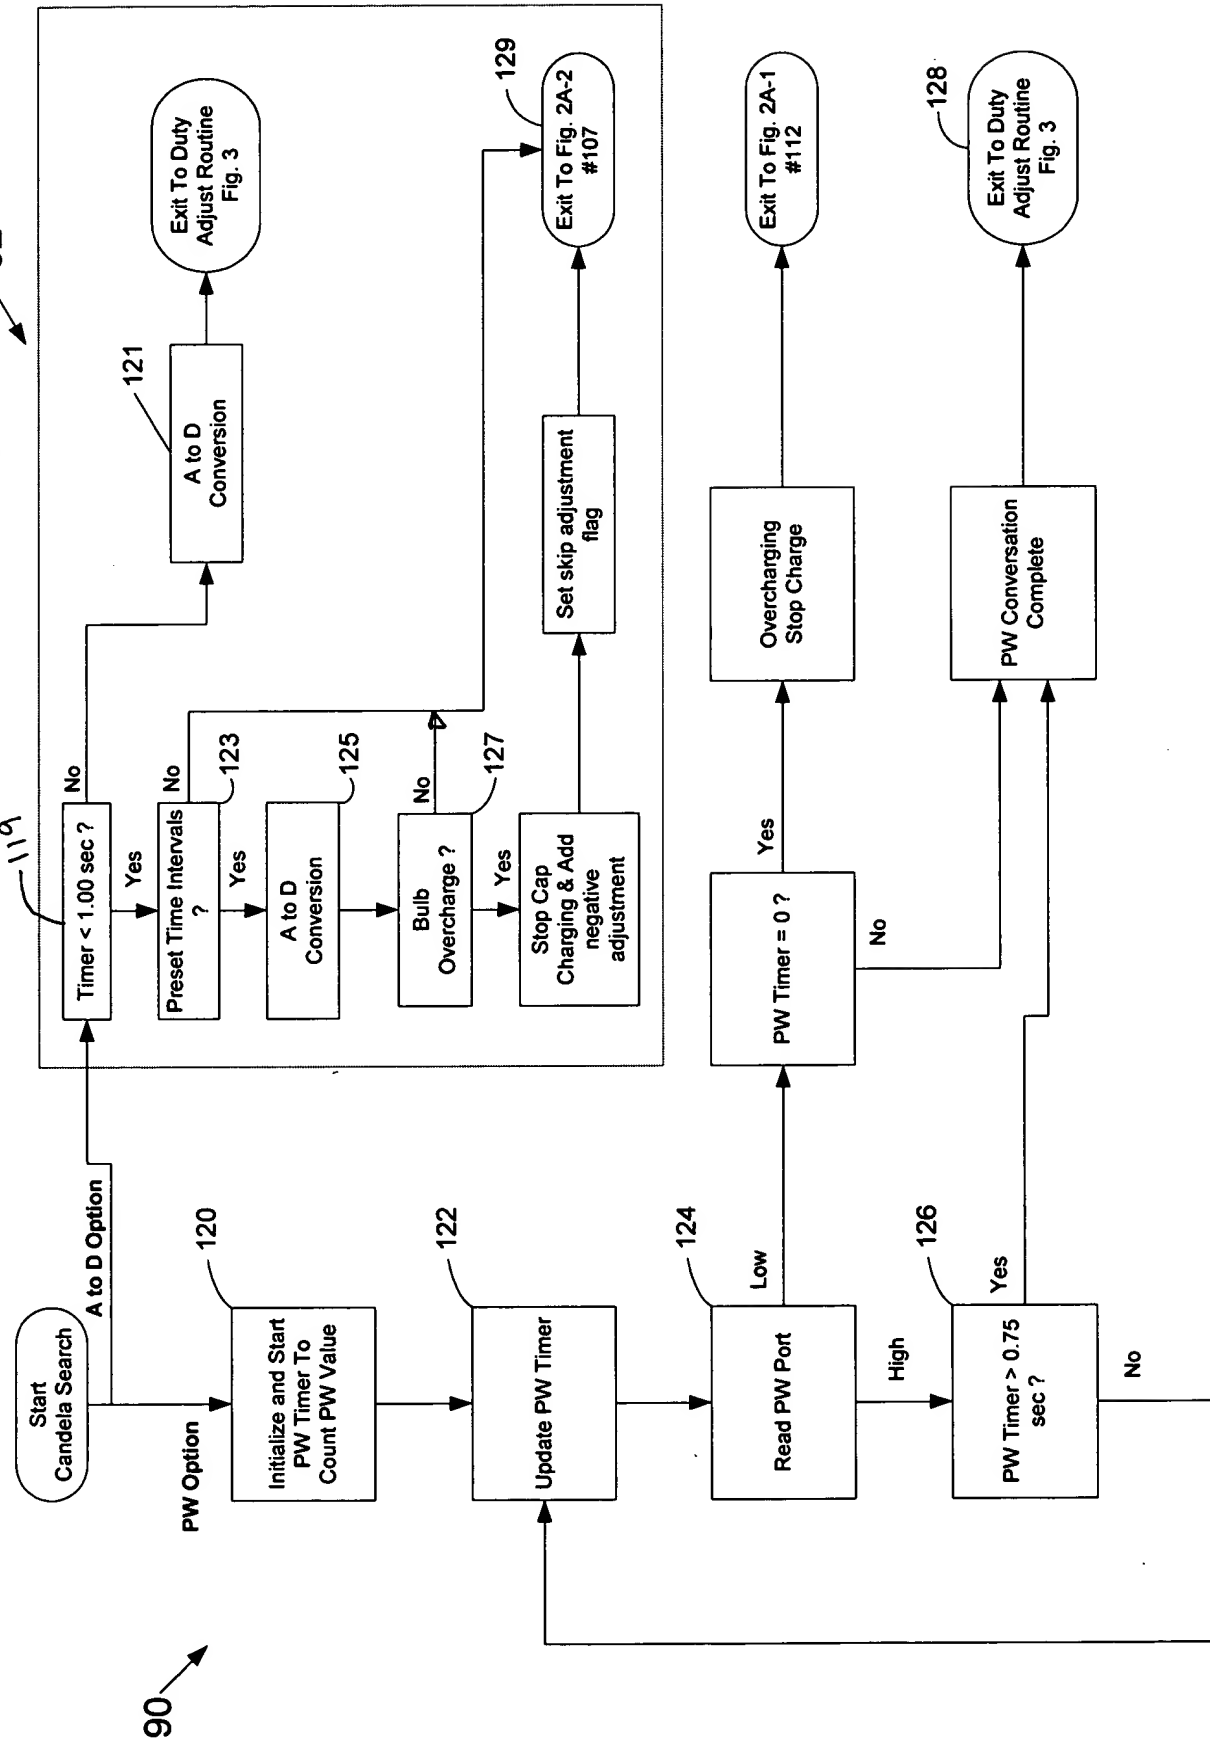 90
Start
Candela Search
A to D Option
PW Option
119
Timer < 1.00 sec ?
No
Yes
121
A to D
Conversion
Exit To Duty
Adjust Routine
Fig. 3
Preset Time Intervals
?
123
No
Yes
125
A to D
Conversion
Bulb
Overcharge ?
127
No
Yes
Stop Cap
Charging & Add
negative
adjustment
Set skip adjustment
flag
129
Exit To Fig. 2A-2
#107
120
Initialize and Start
PW Timer To
Count PW Value
122
Update PW Timer
124
Read PW Port
Low
High
PW Timer = 0 ?
Yes
No
Overcharging
Stop Charge
Exit To Fig. 2A-1
#112
126
PW Timer > 0.75
sec ?
Yes
No
PW Conversation
Complete
128
Exit To Duty
Adjust Routine
Fig. 3